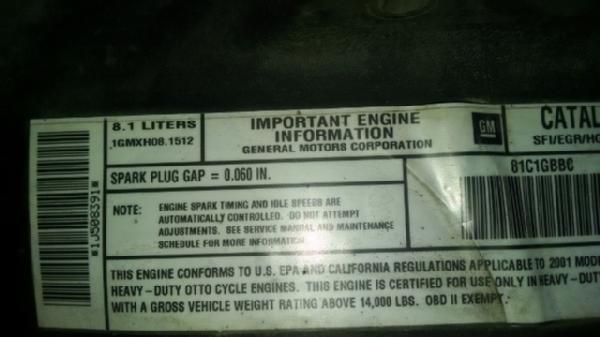 8.1 LITERS
1GMXH08.1512
IMPORTANT ENGINE
INFORMATION
GENERAL MOTORS CORPORATION
GM
CATAL
SFI/EGR/HO
SPARK PLUG GAP = 0.060 IN.
81C1GBBC
NOTE: ENGINE SPARK TIMING AND IDLE SPEEDS ARE
AUTOMATICALLY CONTROLLED. DO NOT ATTEMPT
ADJUSTMENTS. SEE SERVICE MANUAL AND MAINTENANCE
SCHEDULE FOR MORE INFORMATION.
*1J508391*
THIS ENGINE CONFORMS TO U.S. EPA AND CALIFORNIA REGULATIONS APPLICABLE TO 2001 MODE
HEAVY-DUTY OTTO CYCLE ENGINES. THIS ENGINE IS CERTIFIED FOR USE ONLY IN HEAVY-DUT
WITH A GROSS VEHICLE WEIGHT RATING ABOVE 14,000 LBS. OBD II EXEMPT.